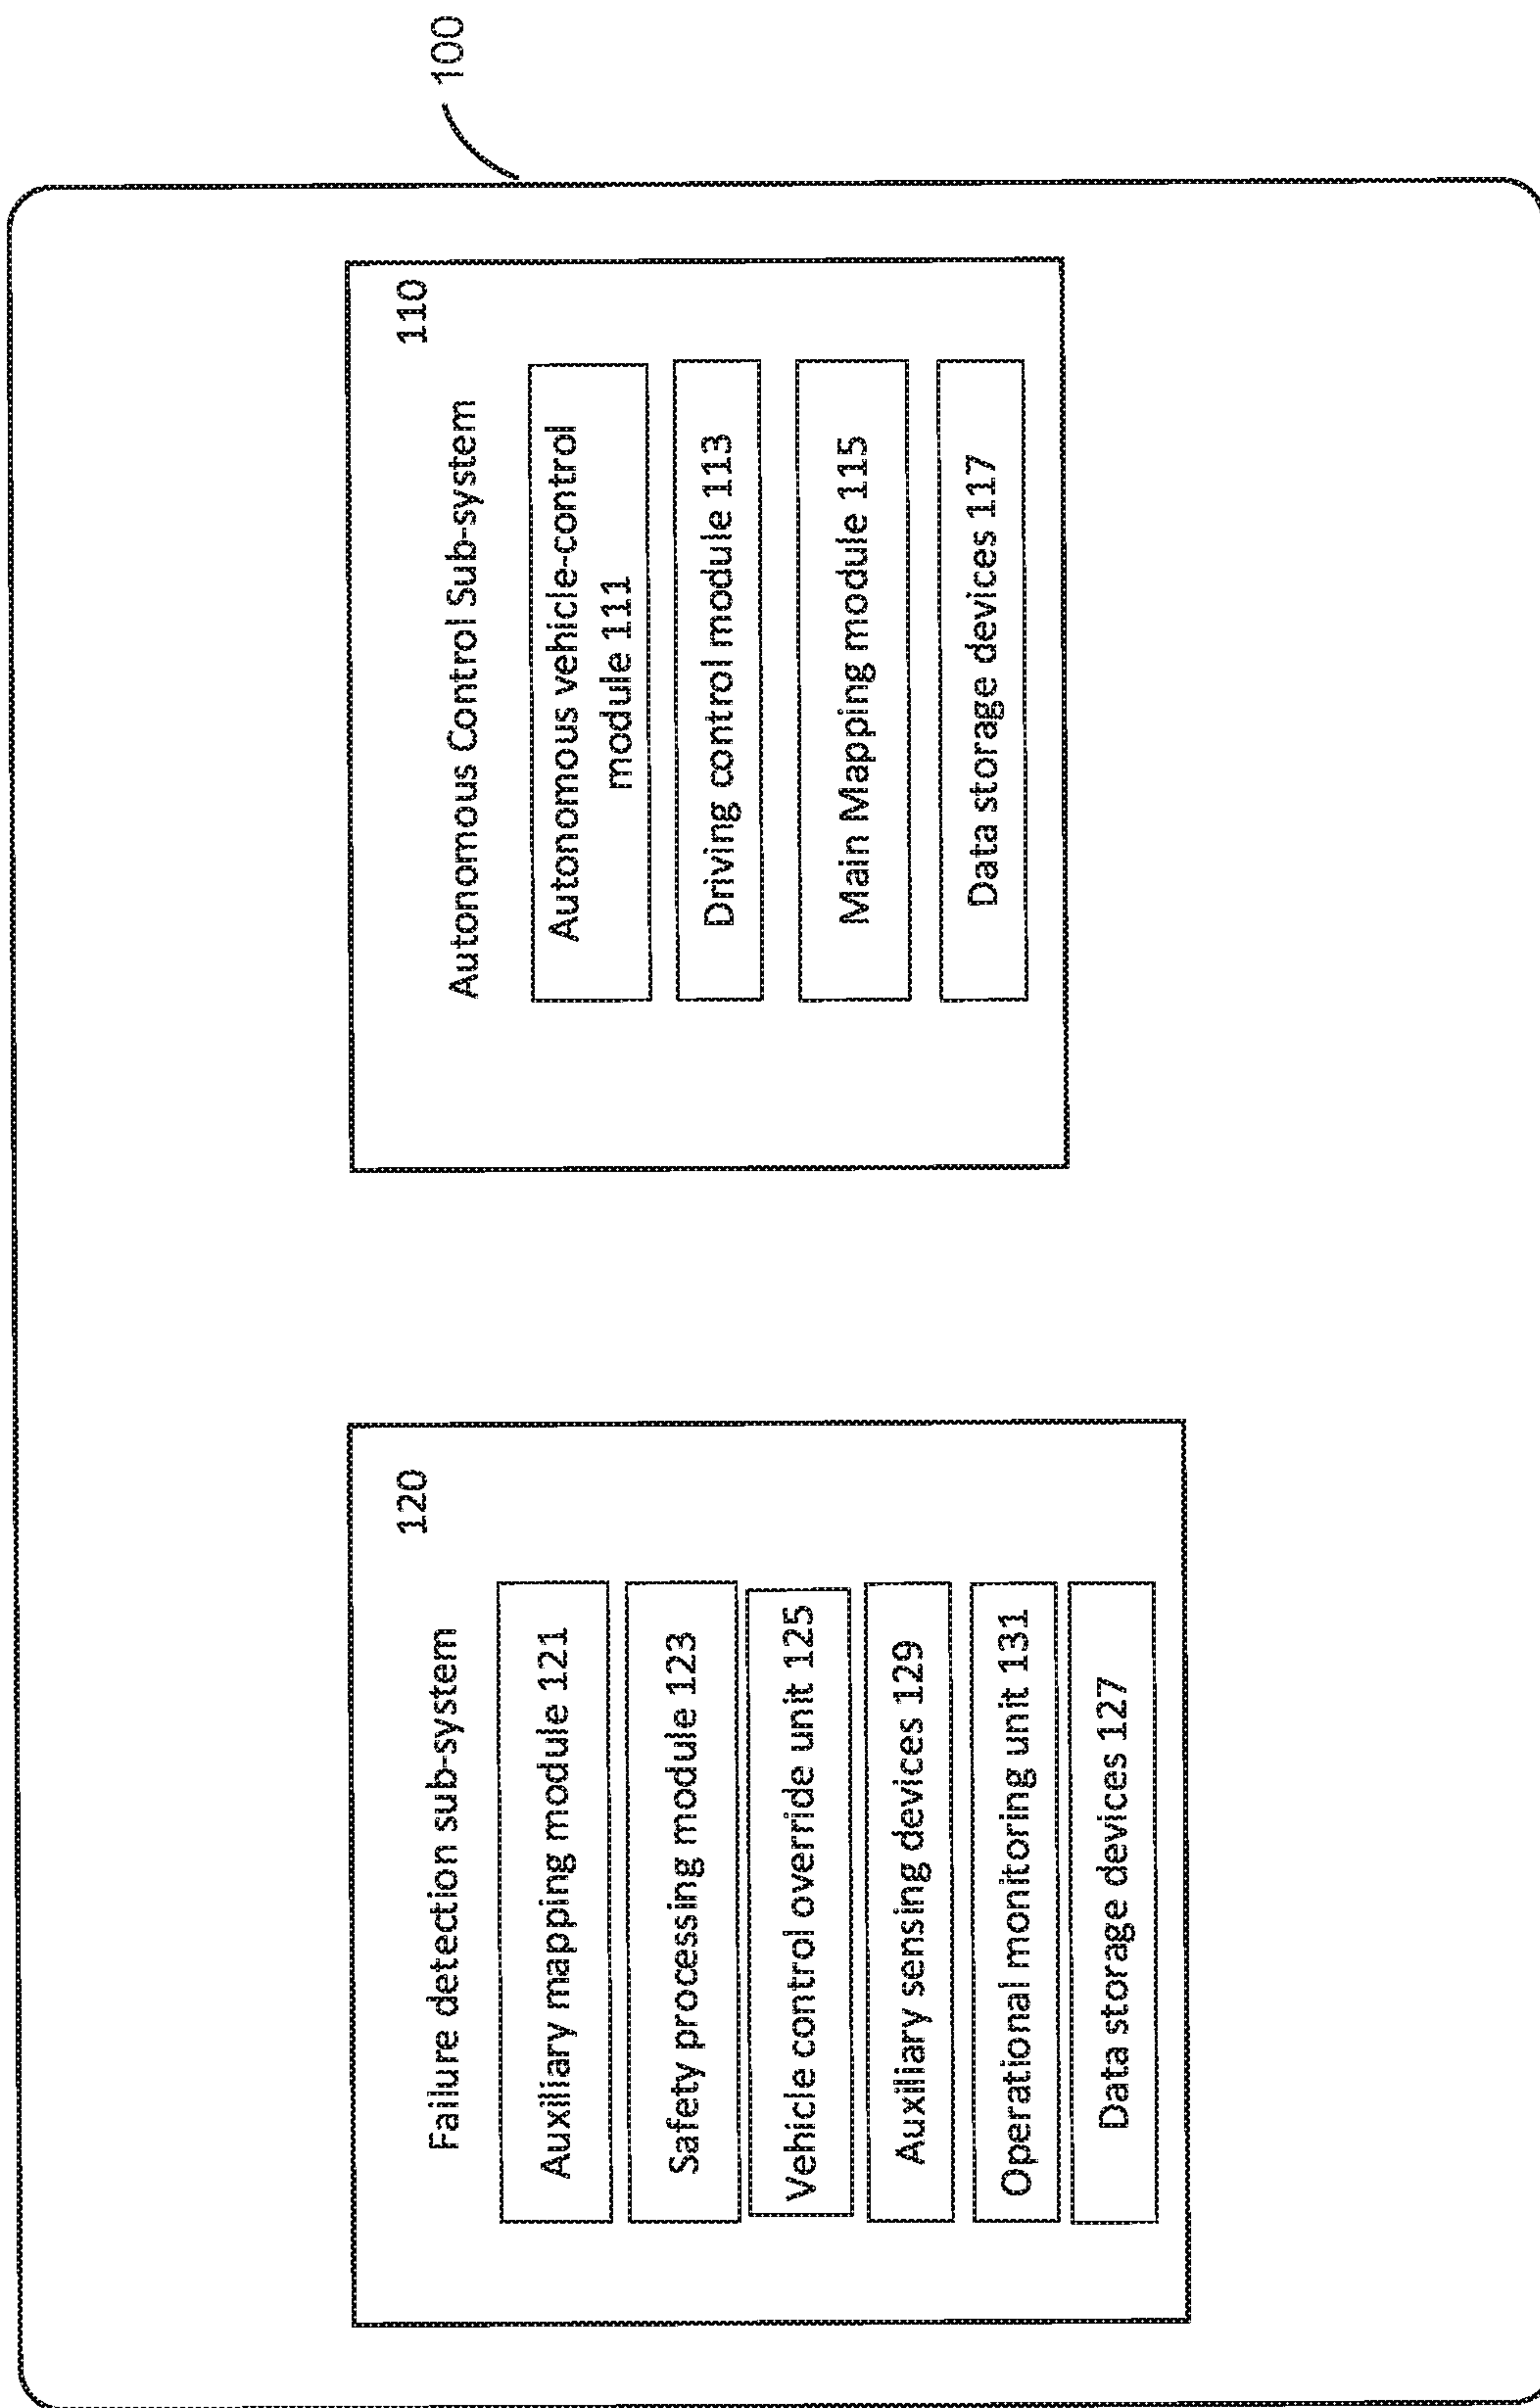 100
120
Failure detection sub-system
Auxiliary mapping module 121
Safety processing module 123
Vehicle control override unit 125
Auxiliary sensing devices 129
Operational monitoring unit 131
Data storage devices 127
110
Autonomous Control Sub-system
Autonomous vehicle-control
module 111
Driving control module 113
Main Mapping module 115
Data storage devices 117